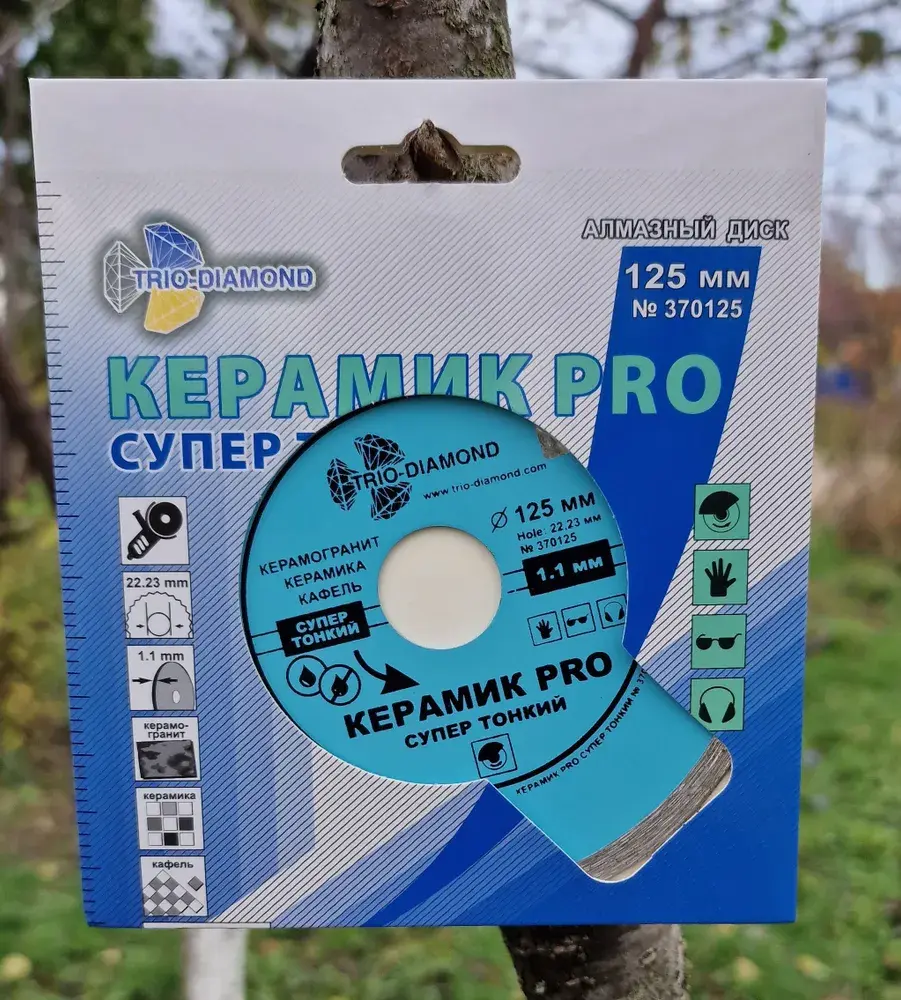 АЛМАЗНЫЙ ДИСК
125 мм
№ 370125
TRIO-DIAMOND
КЕРАМИК PRO
СУПЕР
22.23 mm
1.1 mm
керамо-
гранит
керамика
кафель
TRIO-DIAMOND
www.trio-diamond.com
Ø 125 мм
Hole: 22.23 мм
№ 370125
1.1 мм
КЕРАМОГРАНИТ
КЕРАМИКА
КАФЕЛЬ
СУПЕР
ТОНКИЙ
КЕРАМИК PRO
СУПЕР ТОНКИЙ
КЕРАМИК PRO СУПЕР ТОНКИЙ №